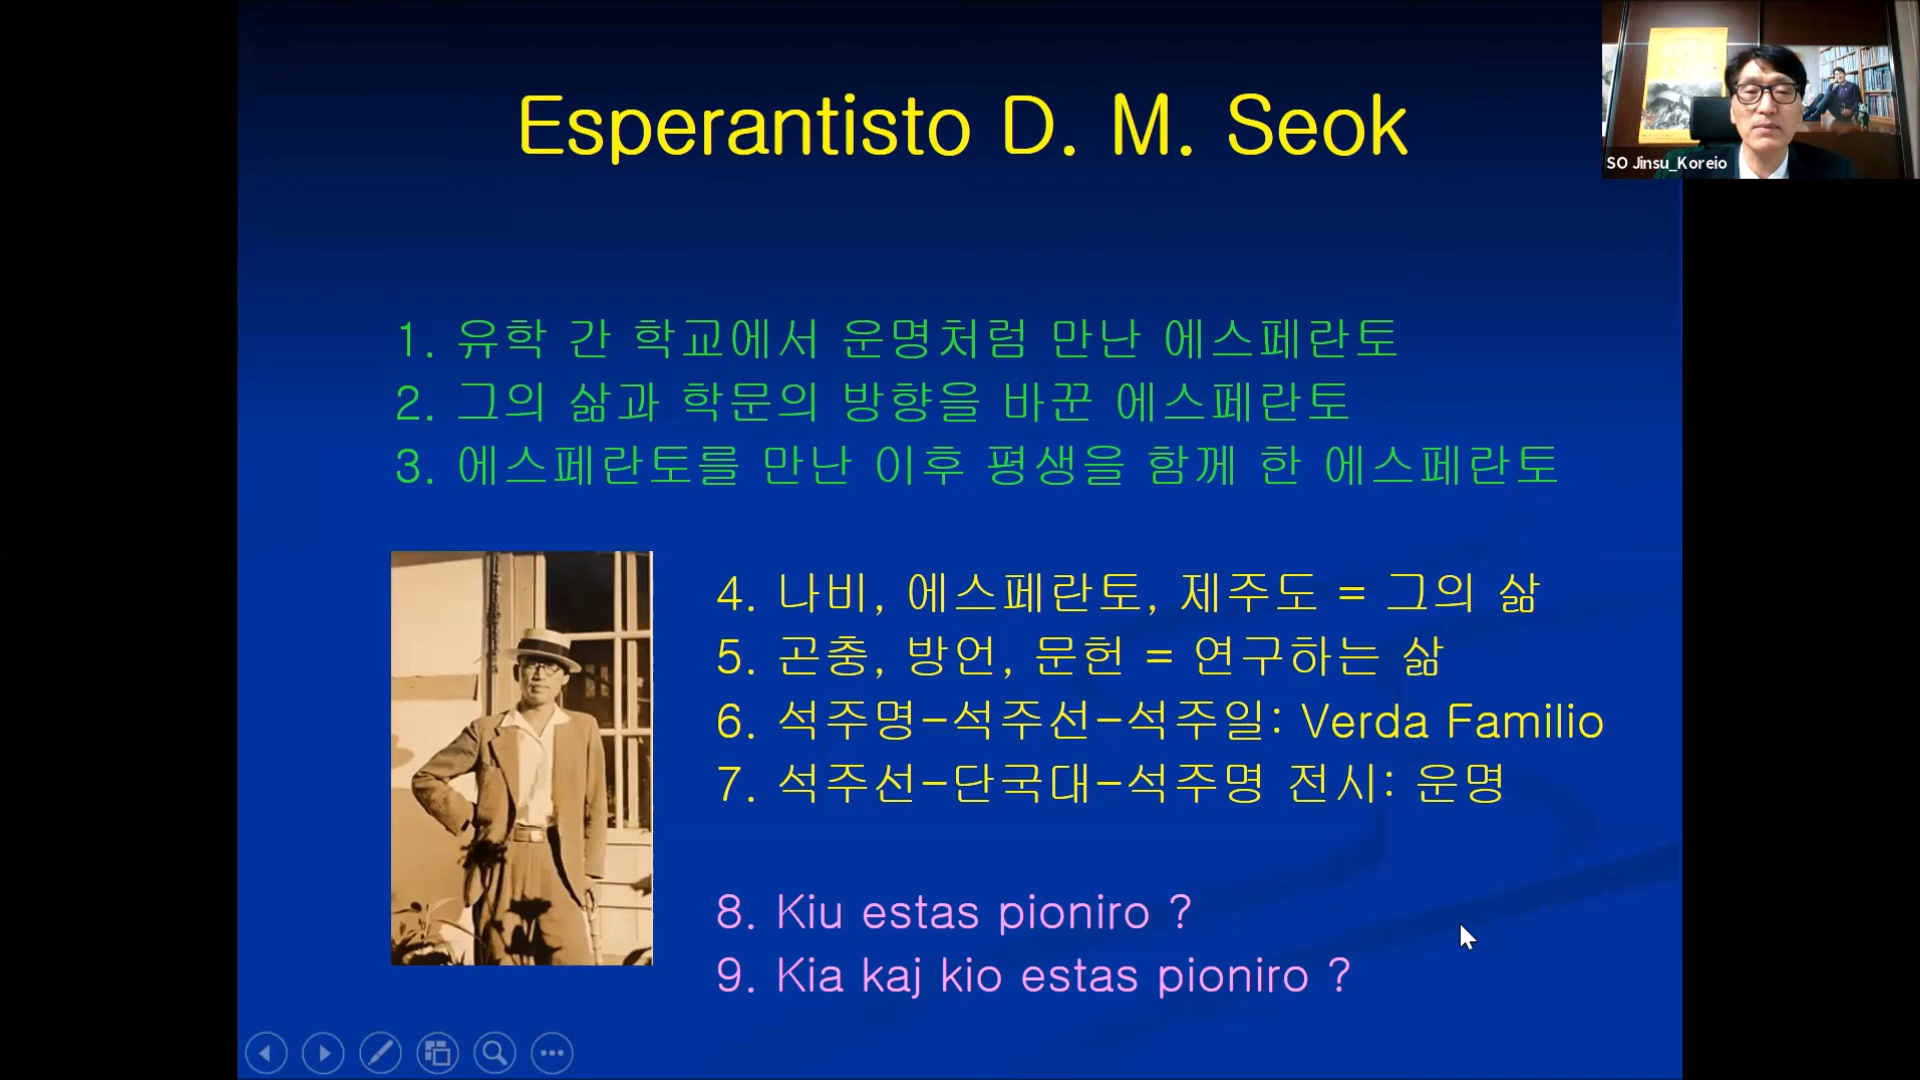 Esperantisto D. M. Seok
SO Jinsu_Koreio
1. 유학 간 학교에서 운명처럼 만난 에스페란토
2. 그의 삶과 학문의 방향을 바꾼 에스페란토
3. 에스페란토를 만난 이후 평생을 함께 한 에스페란토
4. 나비, 에스페란토, 제주도 = 그의 삶
5. 곤충, 방언, 문헌 = 연구하는 삶
6. 석주명-석주선-석주일: Verda Familio
7. 석주선-단국대-석주명 전시: 운명
8. Kiu estas pioniro ?
9. Kia kaj kio estas pioniro ?